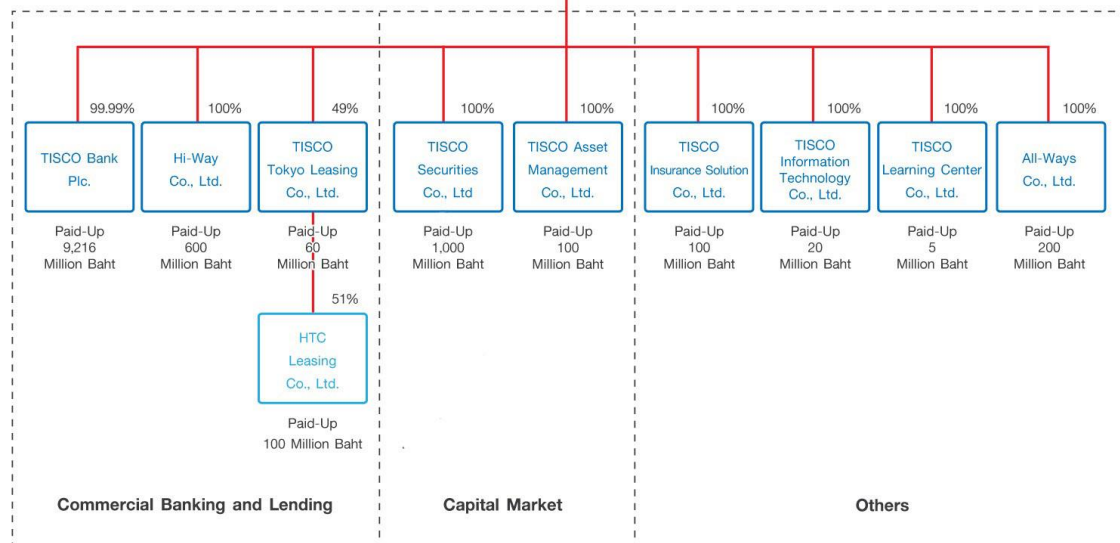 99.99%
100%
49%
100%
100%
100%
100%
100%
100%
TISCO Bank
Plc.
Hi-Way
Co., Ltd.
TISCO
Tokyo Leasing
Co., Ltd.
TISCO
Securities
Co., Ltd
TISCO Asset
Management
Co., Ltd.
TISCO
Insurance Solution
Co., Ltd.
TISCO
Information
Technology
Co., Ltd.
TISCO
Learning Center
Co., Ltd.
All-Ways
Co., Ltd.
Paid-Up
9,216
Million Baht
Paid-Up
600
Million Baht
Paid-Up
60
Million Baht
Paid-Up
1,000
Million Baht
Paid-Up
100
Million Baht
Paid-Up
100
Million Baht
Paid-Up
20
Million Baht
Paid-Up
5
Million Baht
Paid-Up
200
Million Baht
51%
HTC
Leasing
Co., Ltd.
Paid-Up
100 Million Baht
Commercial Banking and Lending
Capital Market
Others